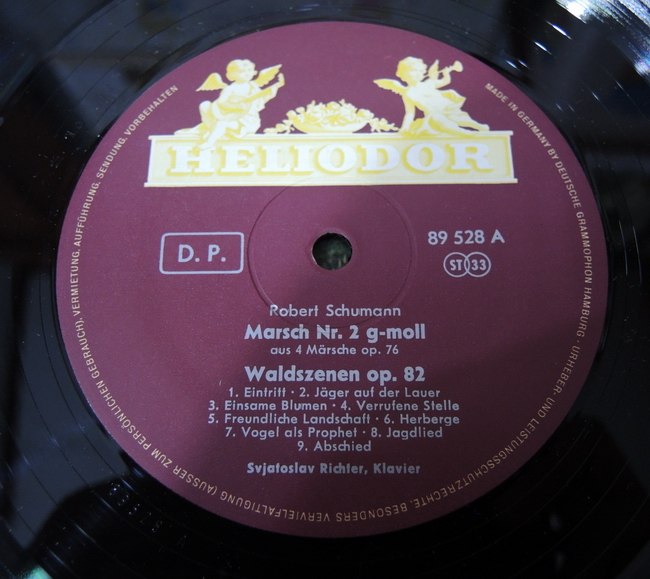 HELIODOR
D. P.
89 528 A
ST 33
Robert Schumann
Marsch Nr. 2 g-moll
aus 4 Märsche op. 76
Waldszenen op. 82
1. Eintritt · 2. Jäger auf der Lauer
3. Einsame Blumen · 4. Verrufene Stelle
5. Freundliche Landschaft · 6. Herberge
7. Vogel als Prophet · 8. Jagdlied
9. Abschied
Svjatoslav Richter, Klavier
MADE IN GERMANY BY DEUTSCHE GRAMMOPHON HAMBURG · URHEBER- UND LEISTUNGSSCHUTZRECHTE, BESONDERS VERVIELFALTIGUNG (AUSSER ZUM PERSÖNLICHEN GEBRAUCH), VERMIETUNG, AUFFÜHRUNG, SENDUNG, VORBEHALTEN